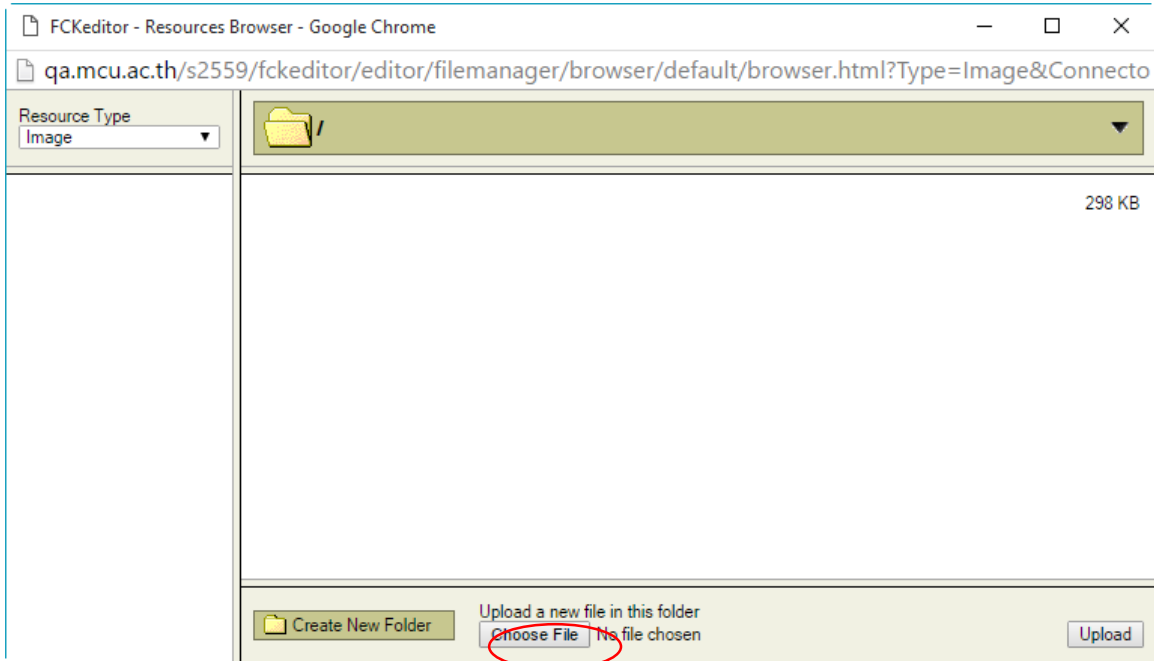 FCKeditor - Resources Browser - Google Chrome
qa.mcu.ac.th/s2559/fckeditor/editor/filemanager/browser/default/browser.html?Type=Image&Connecto
Resource Type
Image
/
298 KB
Create New Folder
Upload a new file in this folder
Choose File No file chosen
Upload